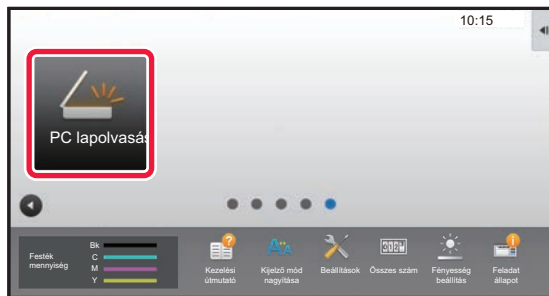 10:15
PC lapolvasás
Festék
mennyiség
Bk
C
M
Y
Kezelési
útmutató
Kijelző mód
nagyítása
Beállítások
Összes szám
Fényesség
beállítás
Feladat
állapot